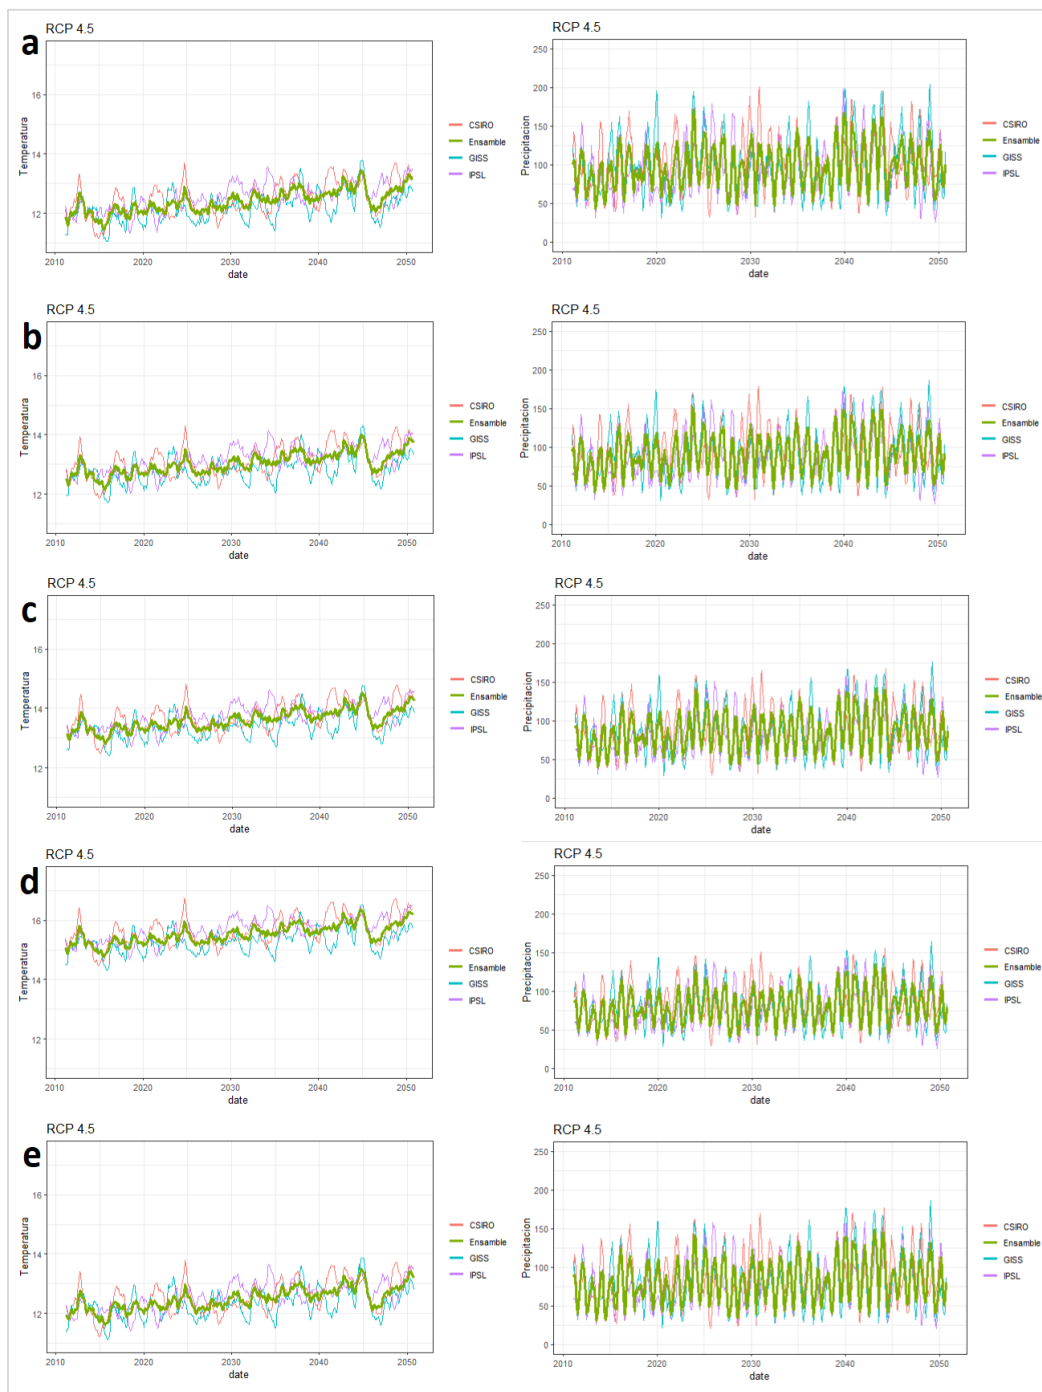 a
RCP 4.5
Temperatura
16
14
12
2010 2020 2030 2040 2050
date
CSIRO
Ensamble
GISS
IPSL
RCP 4.5
Precipitacion
250
200
150
100
50
0
2010 2020 2030 2040 2050
date
CSIRO
Ensamble
GISS
IPSL
b
RCP 4.5
Temperatura
16
14
12
2010 2020 2030 2040 2050
date
CSIRO
Ensamble
GISS
IPSL
RCP 4.5
Precipitacion
250
200
150
100
50
0
2010 2020 2030 2040 2050
date
CSIRO
Ensamble
GISS
IPSL
c
RCP 4.5
Temperatura
16
14
12
2010 2020 2030 2040 2050
date
CSIRO
Ensamble
GISS
IPSL
RCP 4.5
Precipitacion
250
200
150
100
50
0
2010 2020 2030 2040 2050
date
CSIRO
Ensamble
GISS
IPSL
d
RCP 4.5
Temperatura
16
14
12
2010 2020 2030 2040 2050
date
CSIRO
Ensamble
GISS
IPSL
RCP 4.5
Precipitacion
250
200
150
100
50
0
2010 2020 2030 2040 2050
date
CSIRO
Ensamble
GISS
IPSL
e
RCP 4.5
Temperatura
16
14
12
2010 2020 2030 2040 2050
date
CSIRO
Ensamble
GISS
IPSL
RCP 4.5
Precipitacion
250
200
150
100
50
0
2010 2020 2030 2040 2050
date
CSIRO
Ensamble
GISS
IPSL